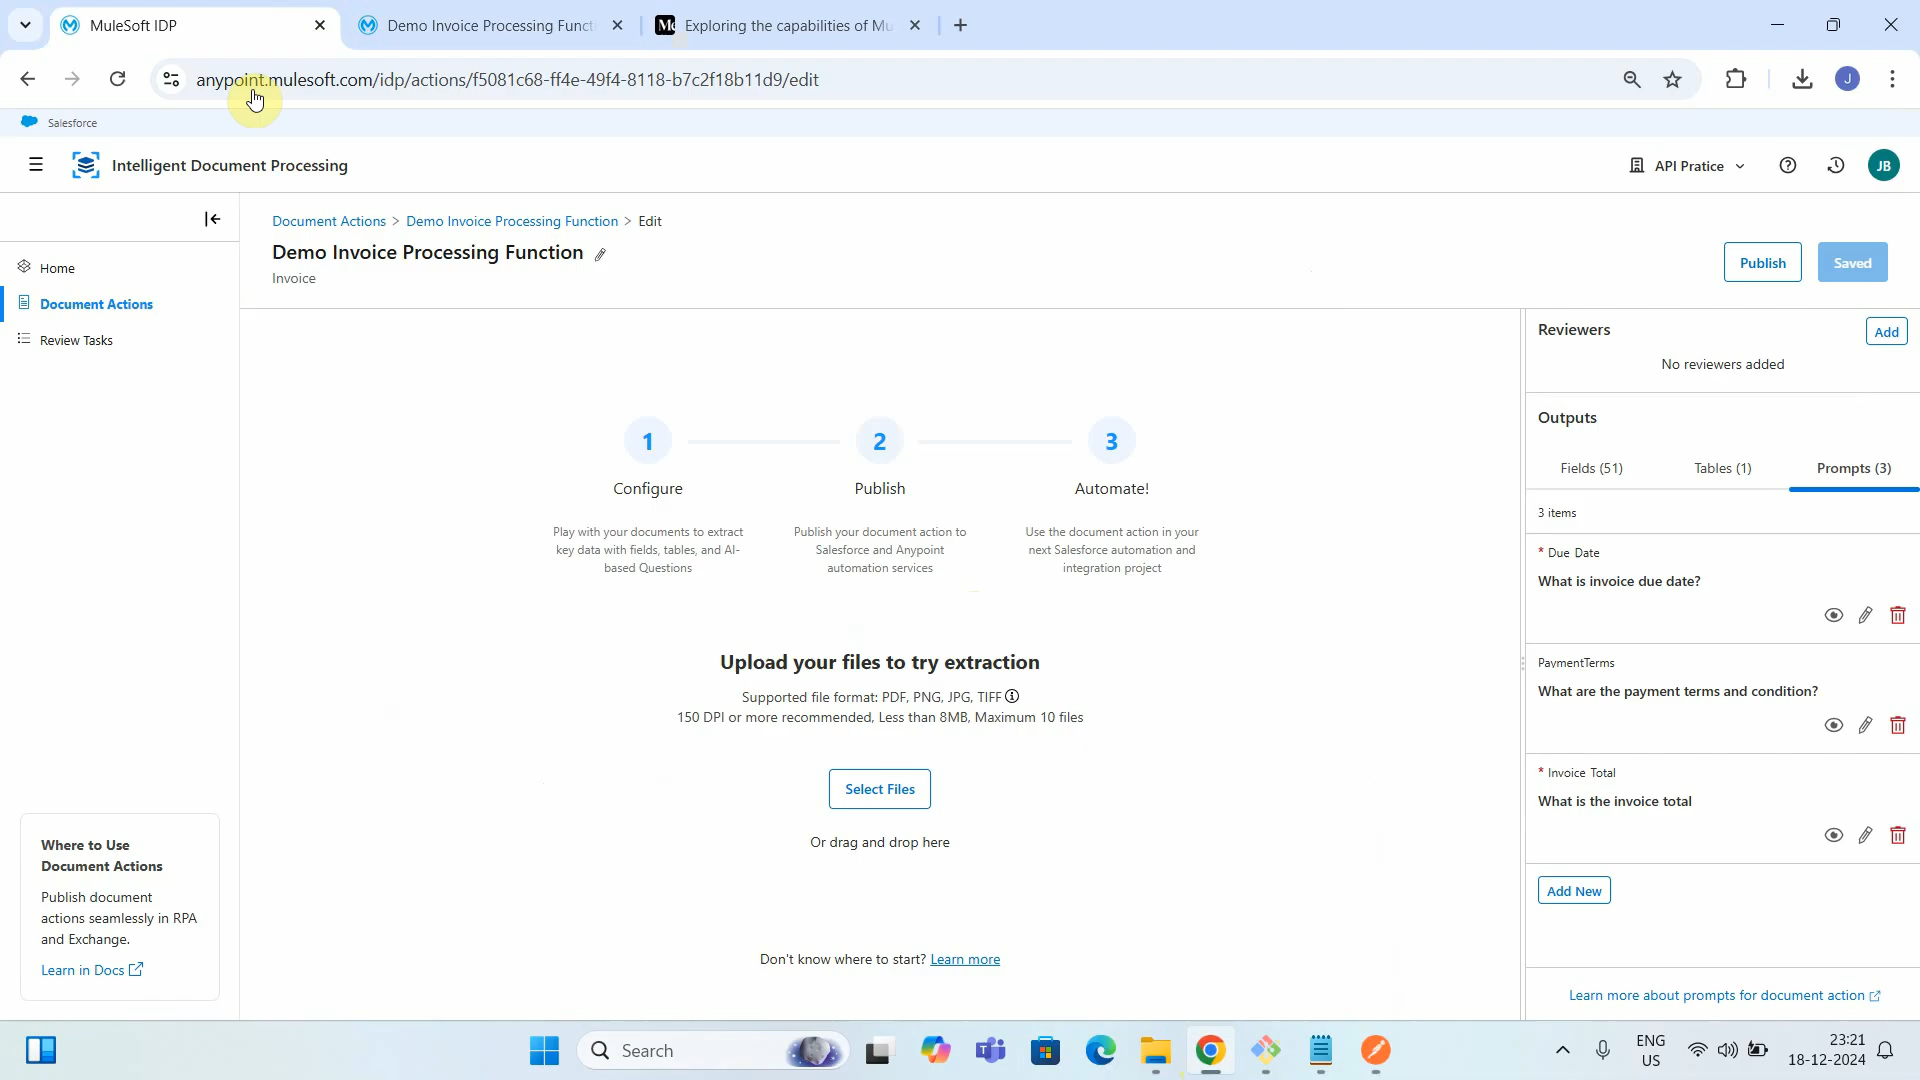 MuleSoft IDP
Demo Invoice Processing Functi
Exploring the capabilities of Mu
anypoint.mulesoft.com/idp/actions/f5081c68-ff4e-49f4-8118-b7c2f18b11d9/edit
J
Salesforce
Intelligent Document Processing
API Pratice
JB
Document Actions > Demo Invoice Processing Function > Edit
Demo Invoice Processing Function
Invoice
Publish
Saved
Home
Document Actions
Review Tasks
1
2
3
Configure
Publish
Automate!
Play with your documents to extract
key data with fields, tables, and AI-
based Questions
Publish your document action to
Salesforce and Anypoint
automation services
Use the document action in your
next Salesforce automation and
integration project
Upload your files to try extraction
Supported file format: PDF, PNG, JPG, TIFF
150 DPI or more recommended, Less than 8MB, Maximum 10 files
Select Files
Or drag and drop here
Don't know where to start? Learn more
Reviewers
Add
No reviewers added
Outputs
Fields (51)
Tables (1)
Prompts (3)
3 items
* Due Date
What is invoice due date?
PaymentTerms
What are the payment terms and condition?
* Invoice Total
What is the invoice total
Add New
Learn more about prompts for document action
Where to Use
Document Actions
Publish document
actions seamlessly in RPA
and Exchange.
Learn in Docs
Search
ENG
US
23:21
18-12-2024